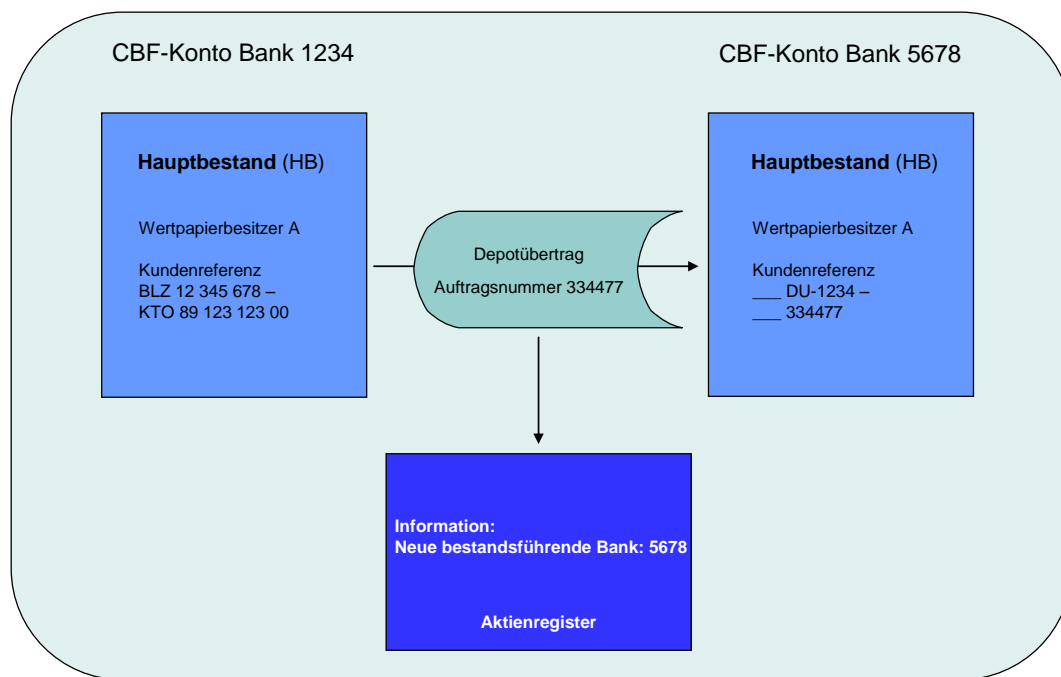 CBF-Konto Bank 1234
CBF-Konto Bank 5678
Hauptbestand (HB)
Wertpapierbesitzer A
Kundenreferenz
BLZ 12 345 678 –
KTO 89 123 123 00
Depotübertrag
Auftragsnummer 334477
Hauptbestand (HB)
Wertpapierbesitzer A
Kundenreferenz
___ DU-1234 –
___ 334477
Information:
Neue bestandsführende Bank: 5678
Aktienregister